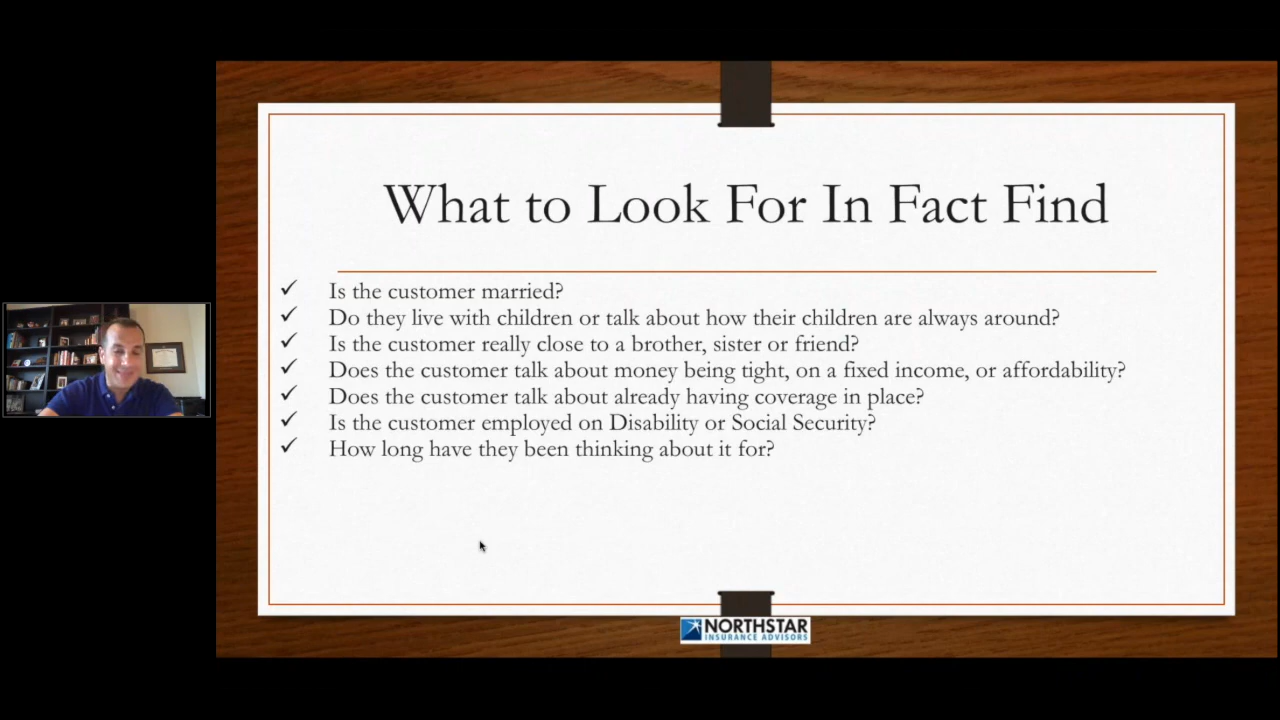 What to Look For In Fact Find
Is the customer married?
Do they live with children or talk about how their children are always around?
Is the customer really close to a brother, sister or friend?
Does the customer talk about money being tight, on a fixed income, or affordability?
Does the customer talk about already having coverage in place?
Is the customer employed on Disability or Social Security?
How long have they been thinking about it for?
NORTHSTAR
INSURANCE ADVISORS